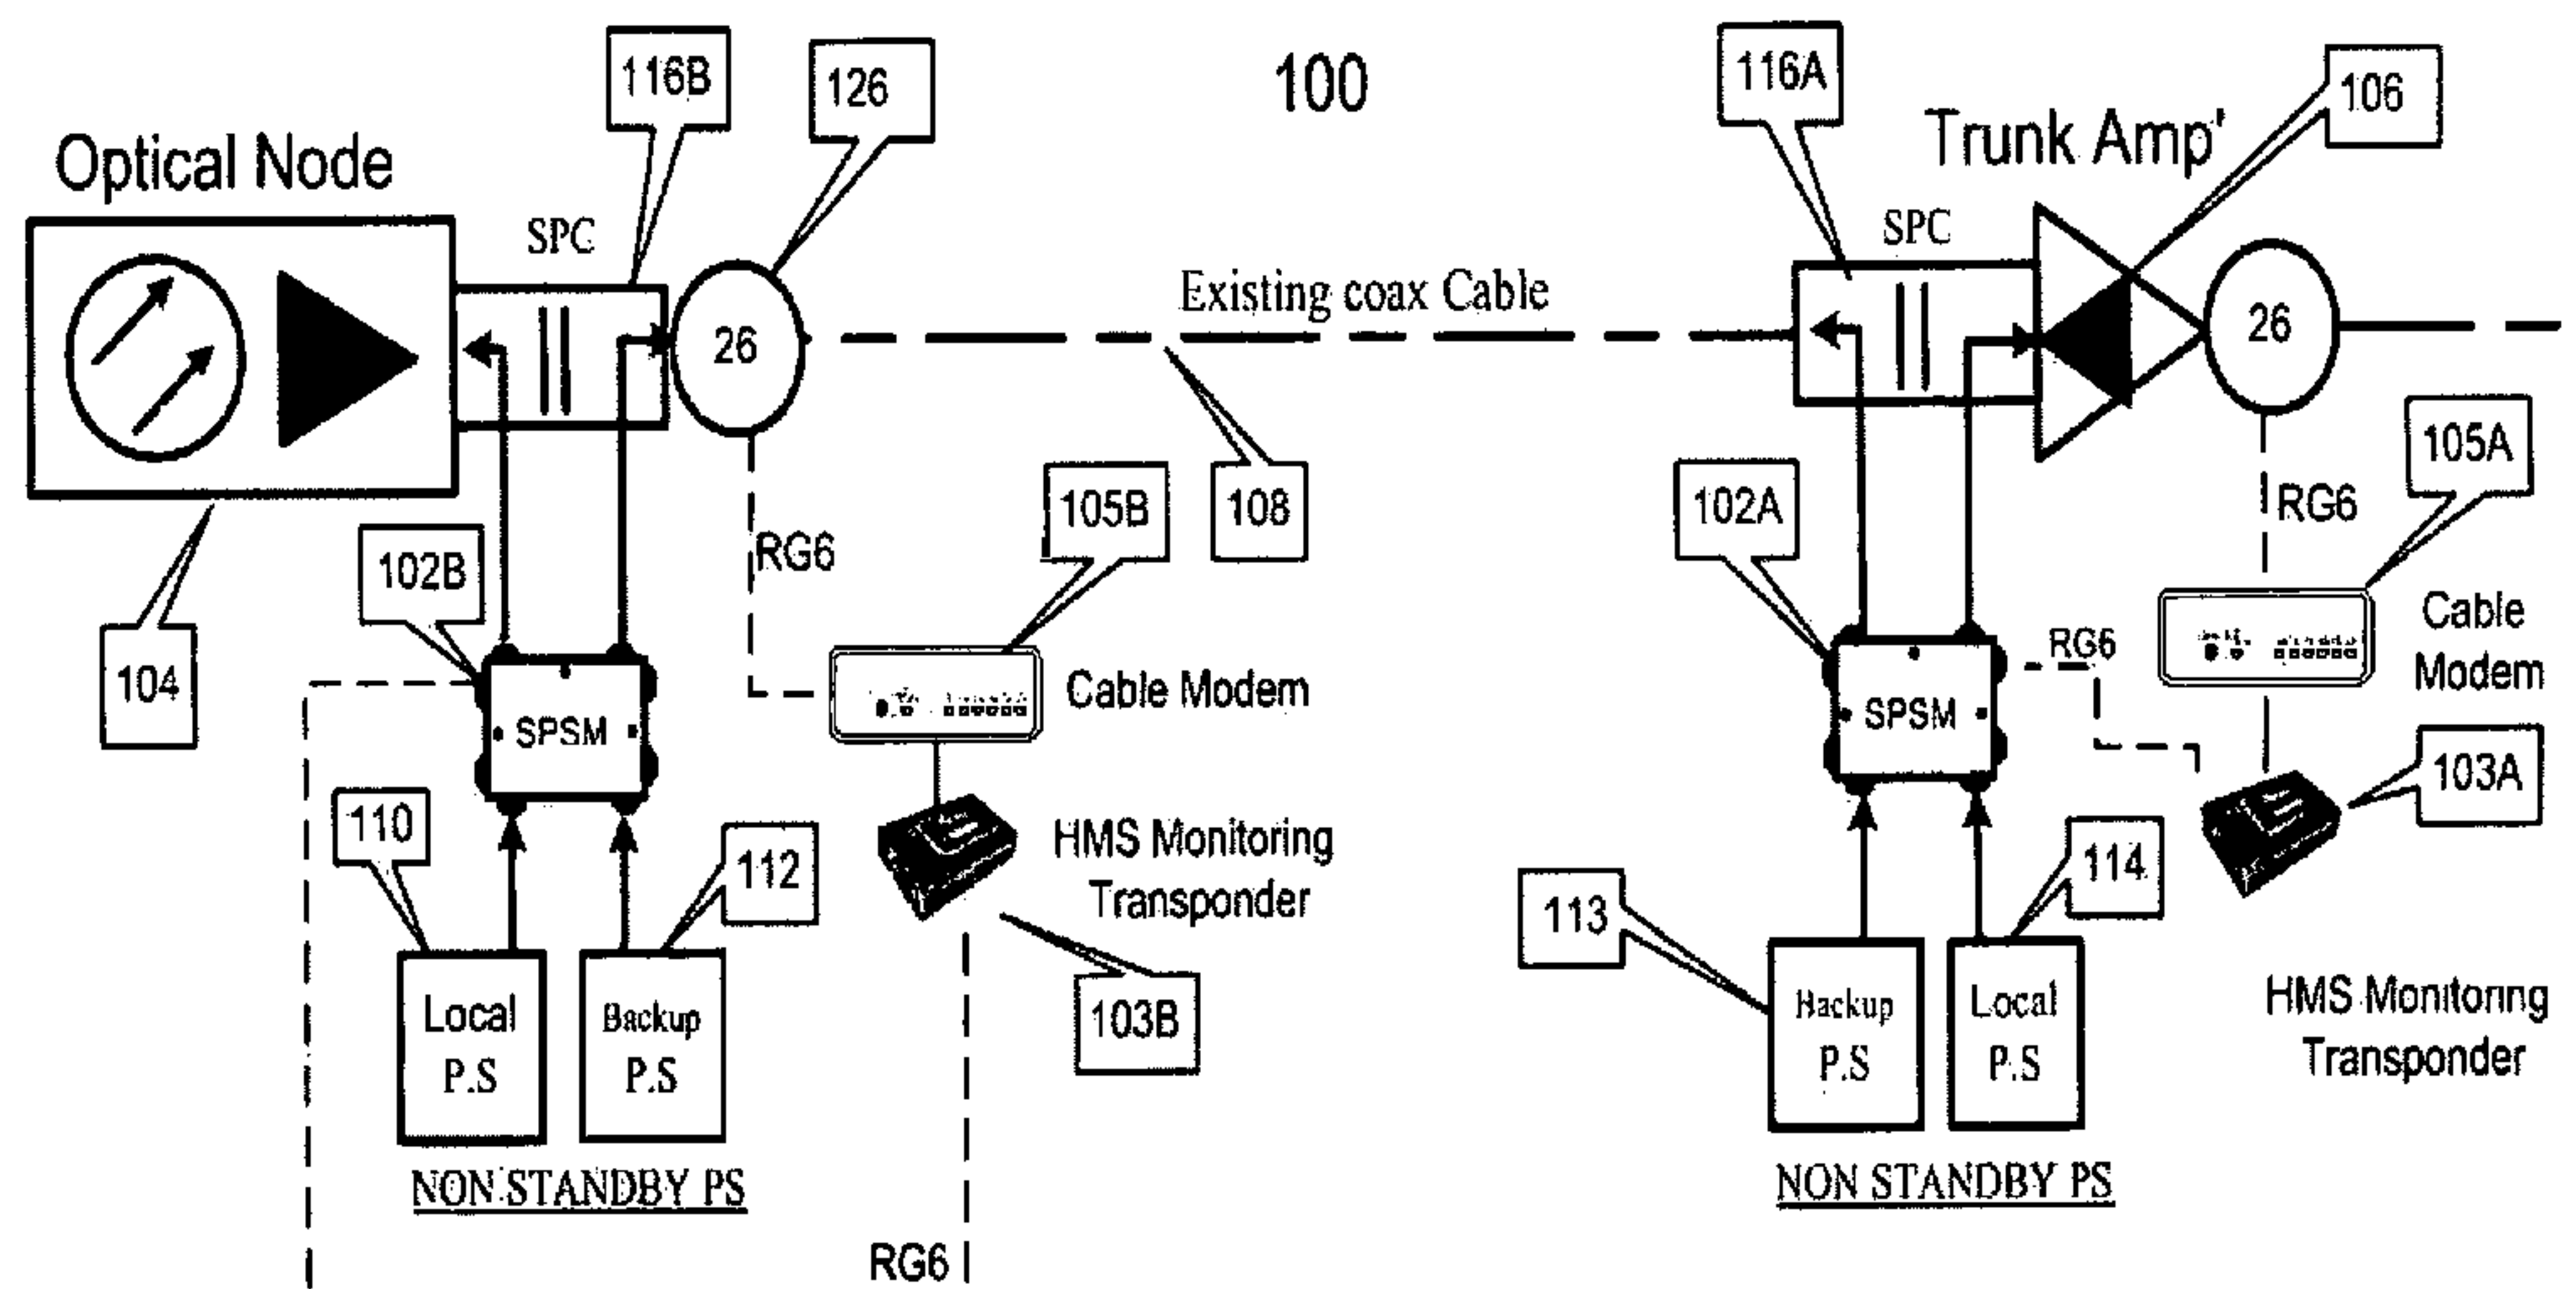 116B
126
100
116A
106
Optical Node
Trunk Amp'
SPC
SPC
26
Existing coax Cable
26
105A
102B
RG6
105B
108
102A
RG6
104
Cable Modem
RG6
Cable
Modem
SPSM
SPSM
110
112
HMS Monitoring
Transponder
103A
113
114
Local
P.S
Backup
P.S
103B
Backup
P.S
Local
P.S
HMS Monitoring
Transponder
NON STANDBY PS
NON STANDBY PS
RG6